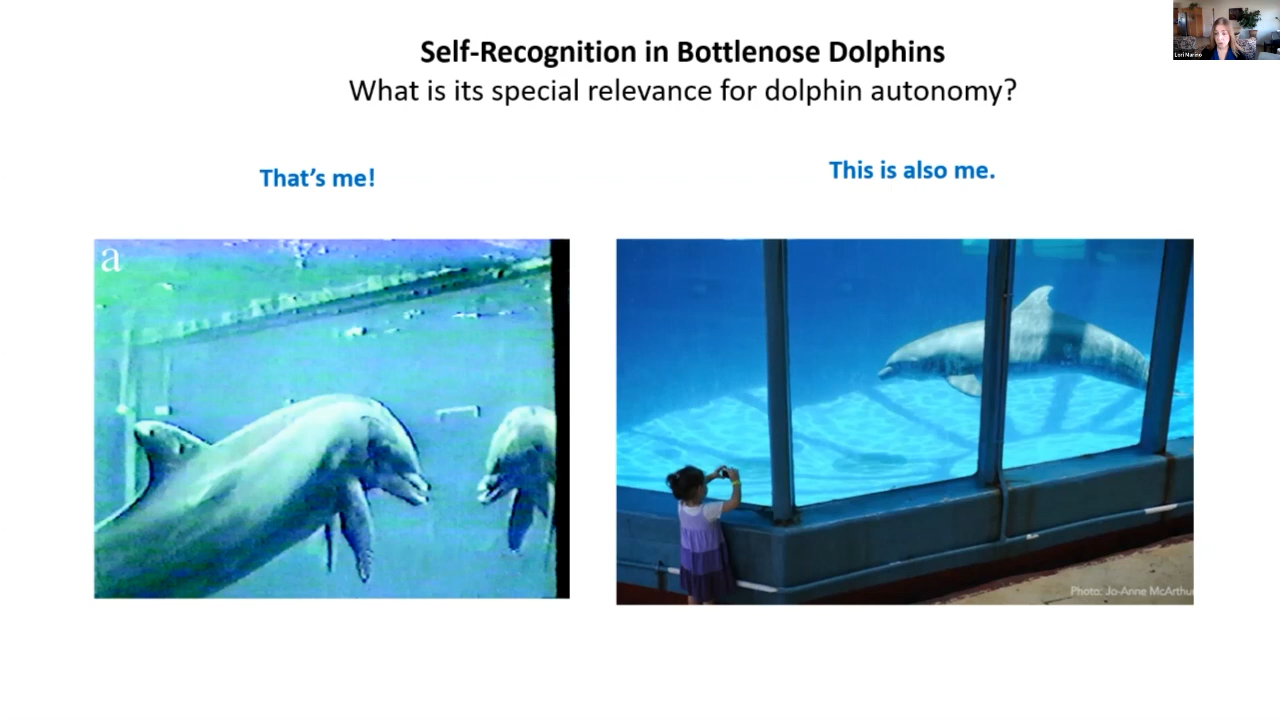 Self-Recognition in Bottlenose Dolphins
What is its special relevance for dolphin autonomy?
That's me!
This is also me.
a
Photo: Jo-Anne McArthu
Lori Marino